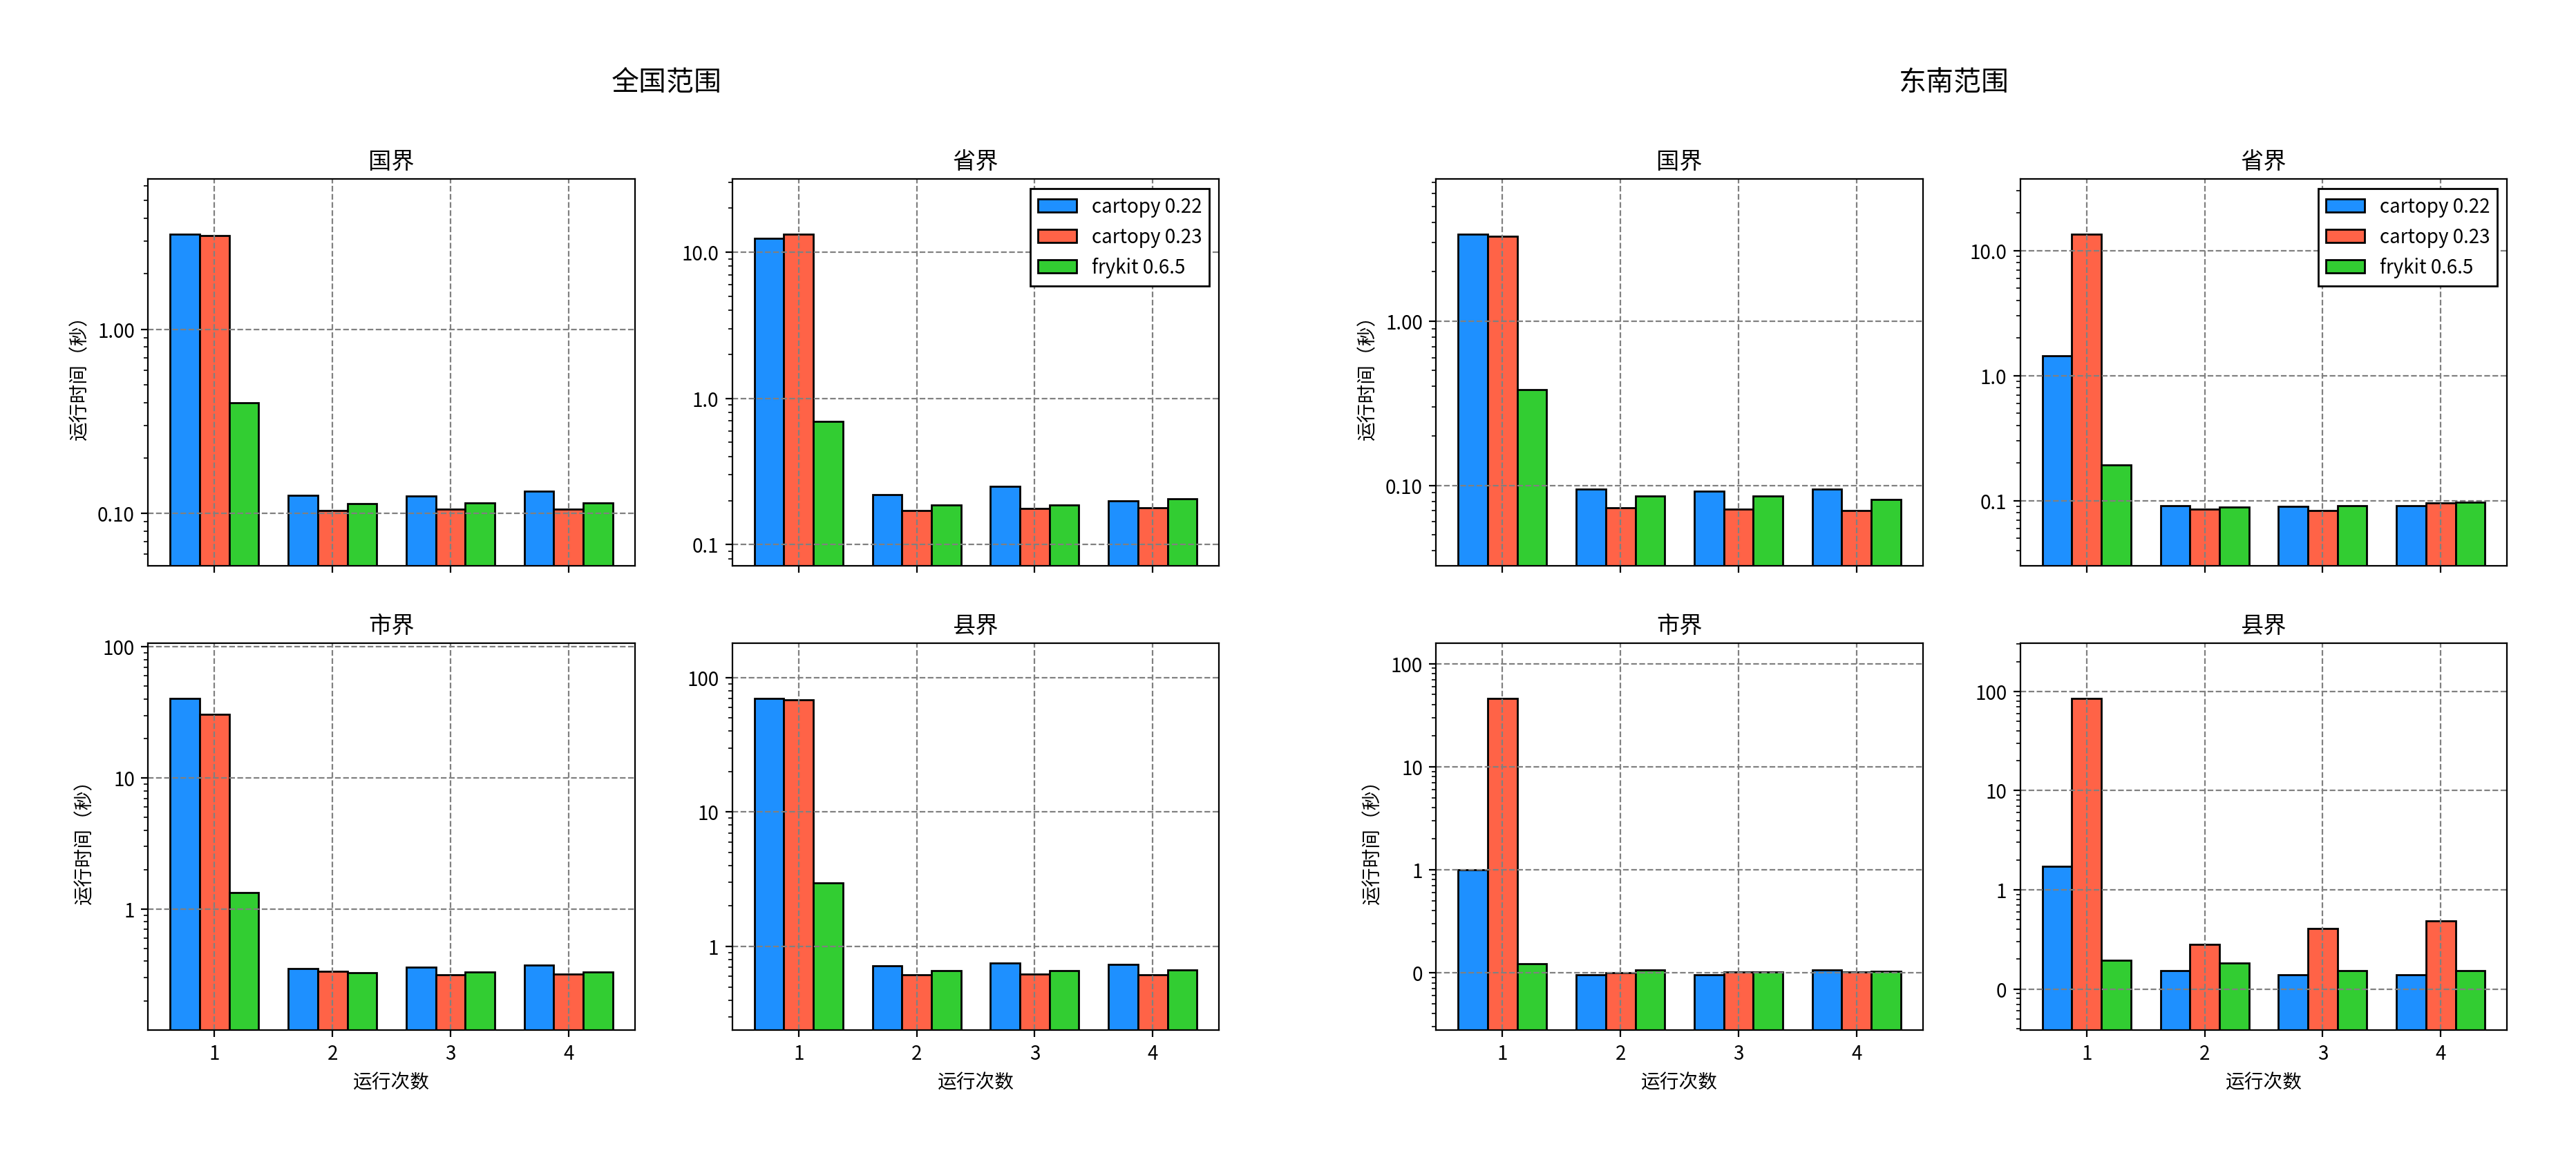 全国范围
国界
运行时间（秒）
1.00
0.10
省界
10.0
1.0
0.1
cartopy 0.22
cartopy 0.23
frykit 0.6.5
市界
运行时间（秒）
100
10
1
1 2 3 4
运行次数
县界
100
10
1
1 2 3 4
运行次数
东南范围
国界
运行时间（秒）
1.00
0.10
省界
10.0
1.0
0.1
cartopy 0.22
cartopy 0.23
frykit 0.6.5
市界
运行时间（秒）
100
10
1
0
1 2 3 4
运行次数
县界
100
10
1
0
1 2 3 4
运行次数